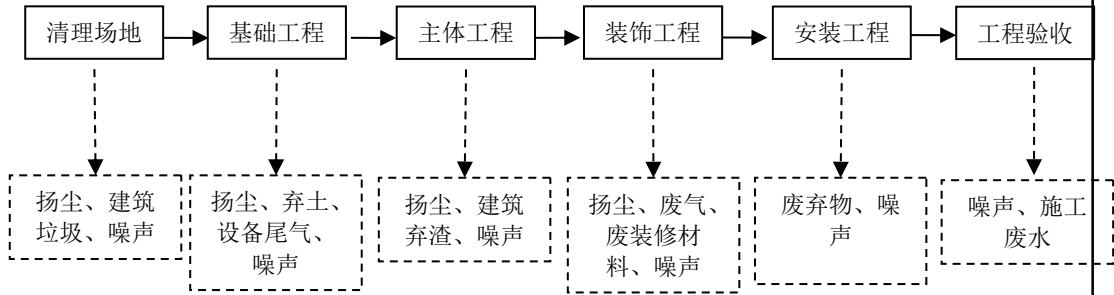 清理场地
基础工程
主体工程
装饰工程
安装工程
工程验收
扬尘、建筑
垃圾、噪声
扬尘、弃土、
设备尾气、
噪声
扬尘、建筑
弃渣、噪声
扬尘、废气、
废装修材
料、噪声
废弃物、噪
声
噪声、施工
废水